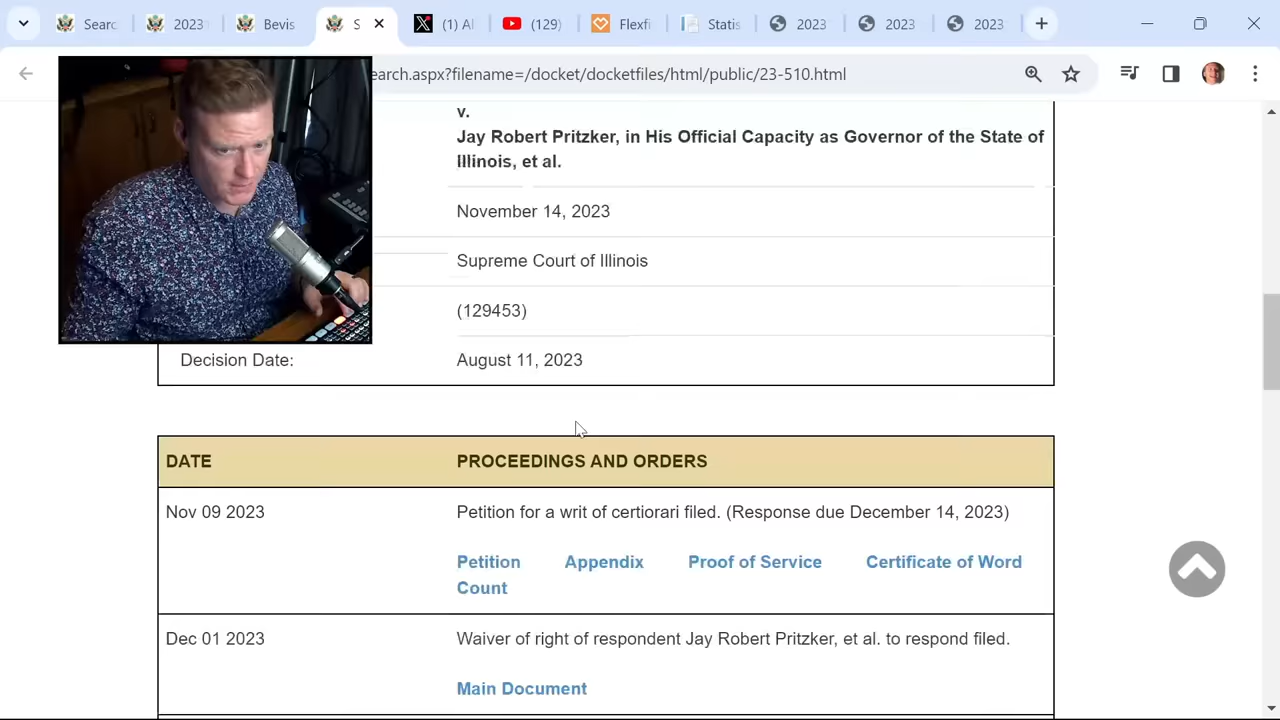 Searc
2023
Bevis
S
(1) Al
(129)
Flexfi
Statis
2023
2023
2023
earch.aspx?filename=/docket/docketfiles/html/public/23-510.html
v.
Jay Robert Pritzker, in His Official Capacity as Governor of the State of
Illinois, et al.
November 14, 2023
Supreme Court of Illinois
(129453)
Decision Date: August 11, 2023
DATE PROCEEDINGS AND ORDERS
Nov 09 2023 Petition for a writ of certiorari filed. (Response due December 14, 2023)
Petition Appendix Proof of Service Certificate of Word
Count
Dec 01 2023 Waiver of right of respondent Jay Robert Pritzker, et al. to respond filed.
Main Document